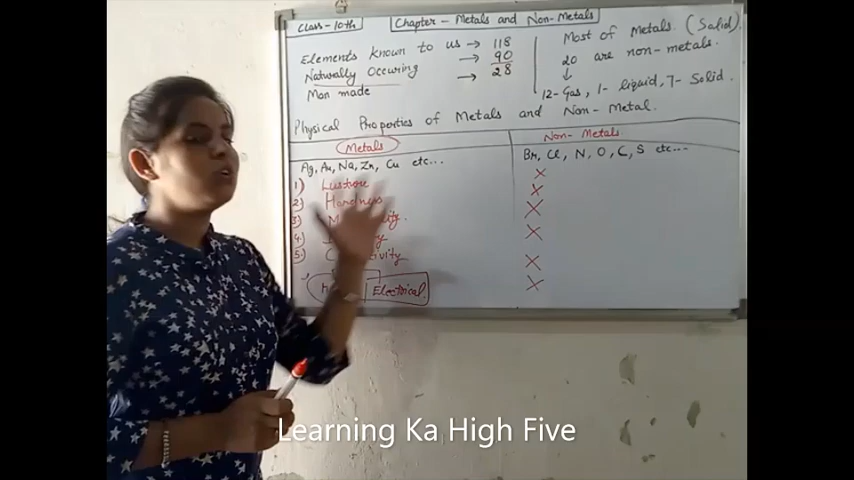 Class-10th
Chapter - Metals and Non-Metals
Elements known to us → 118
Naturally Occuring → 90
Man made → 28
Most of Metals. (Solid)
20 are non-metals.
↓
12-Gas, 1-liquid, 7-Solid.
Physical Properties of Metals and Non-Metal.
Metals
Non-Metals
Ag, Au, Na, Zn, Cu etc...
Br, Cl, N, O, C, S etc...
1) Lusture X
2) Hardness X
3) X
4) X
5) X
Electrical. X
Learning Ka High Five